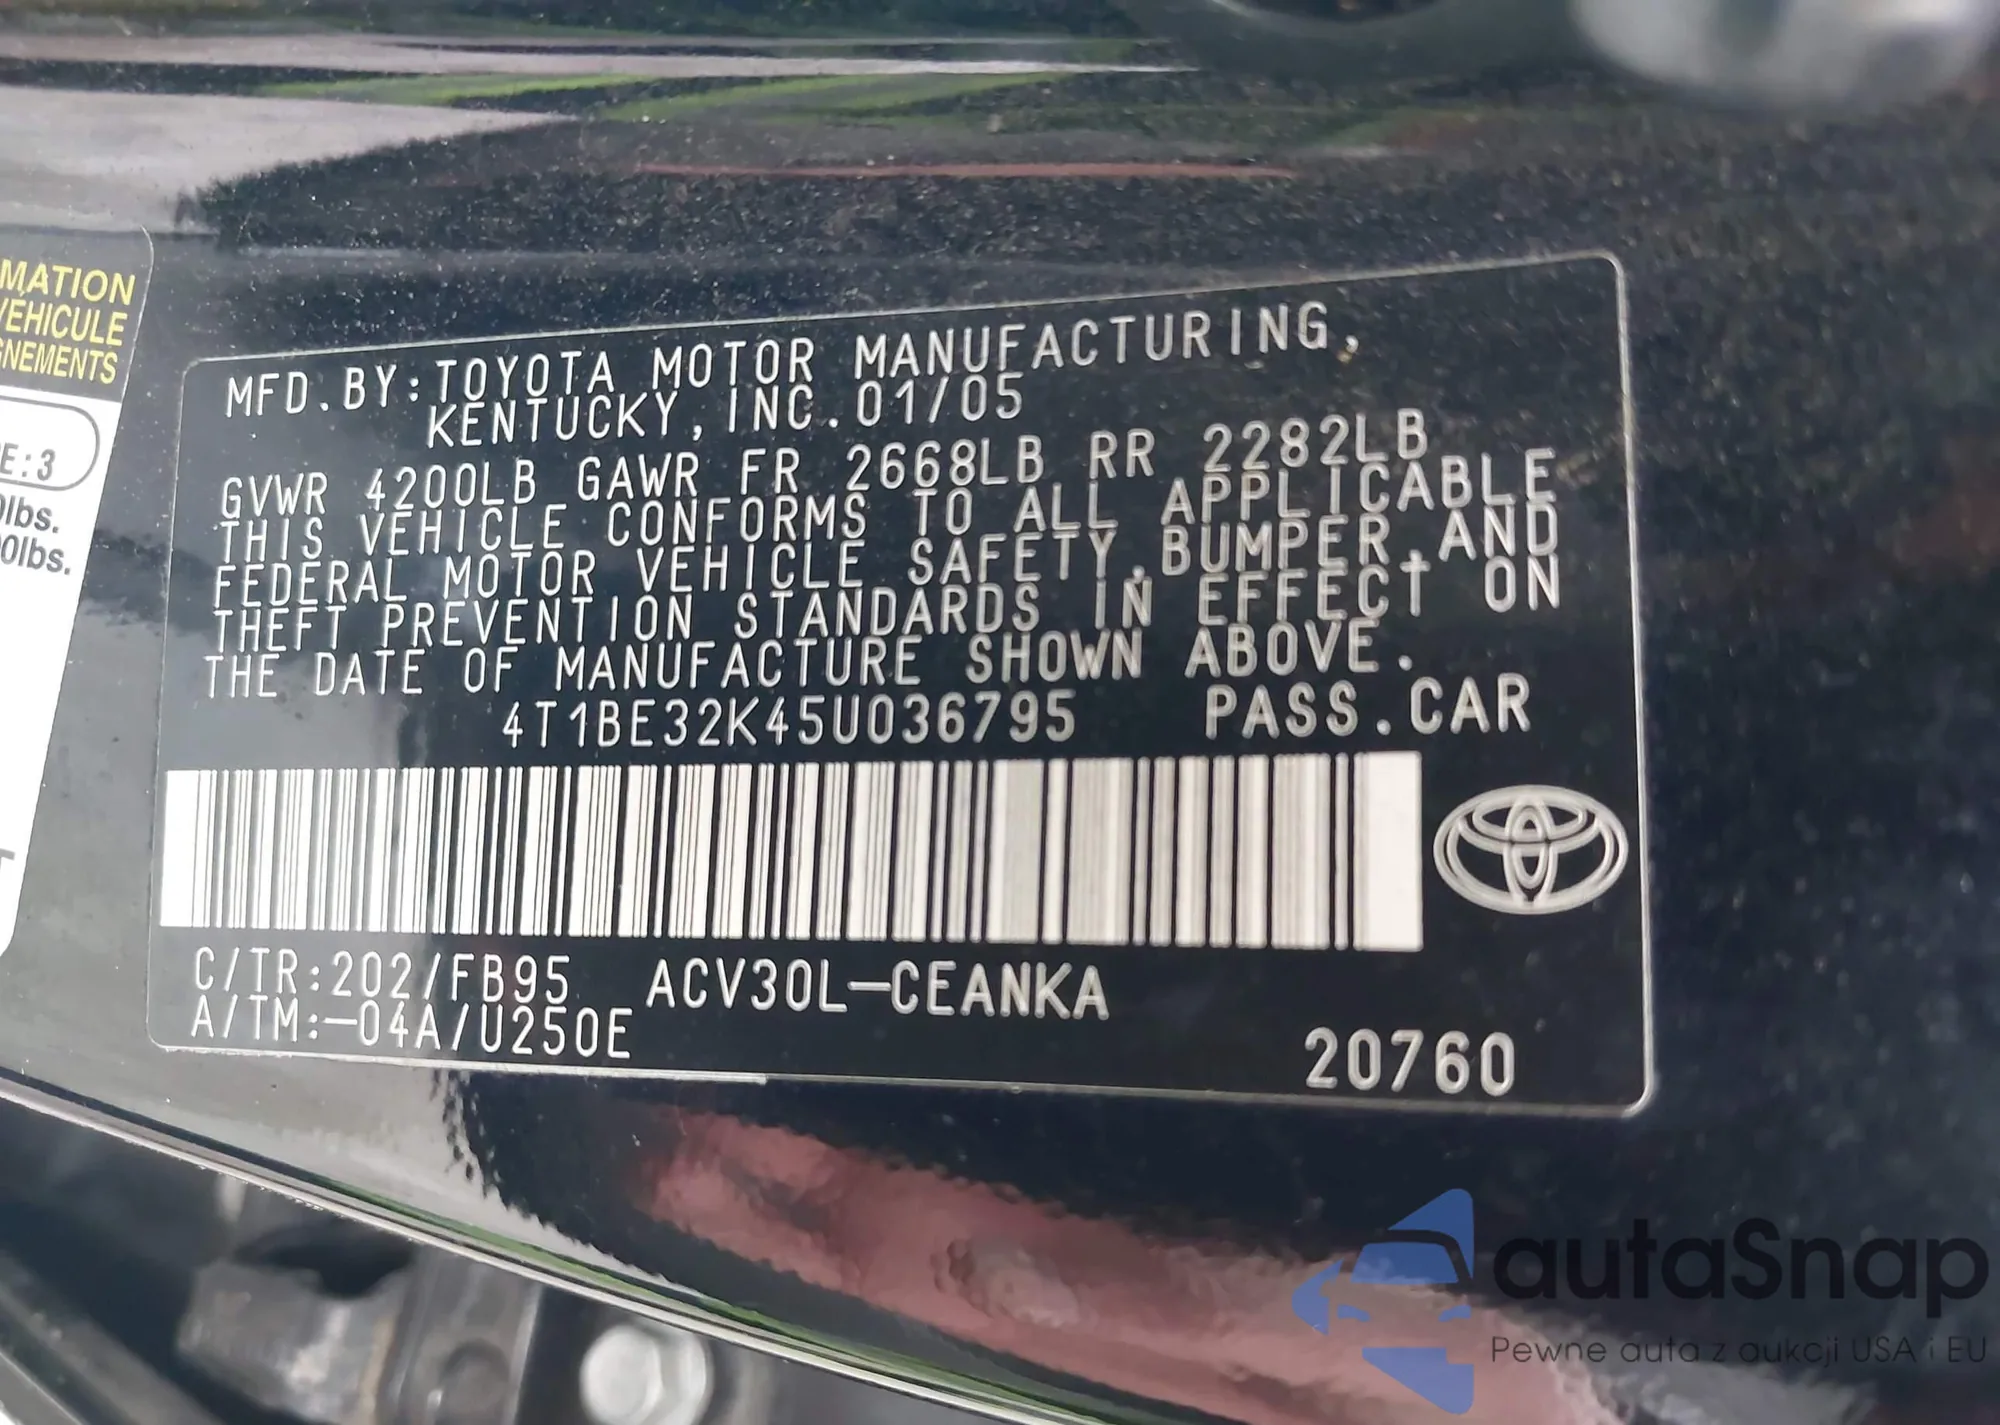 MATION
VEHICULE
GNEMENTS
E:3
0lbs.
00lbs.
MFD.BY:TOYOTA MOTOR MANUFACTURING,
KENTUCKY,INC.01/05
GVWR 4200LB GAWR FR 2668LB RR 2282LB
THIS VEHICLE CONFORMS TO ALL APPLICABLE
FEDERAL MOTOR VEHICLE SAFETY,BUMPER,AND
THEFT PREVENTION STANDARDS IN EFFECT ON
THE DATE OF MANUFACTURE SHOWN ABOVE.
4T1BE32K45U036795 PASS.CAR
C/TR:202/FB95 ACV30L-CEANKA
A/TM:-04A/U250E
20760
autaSnap
Pewne auta z aukcji USA i EU